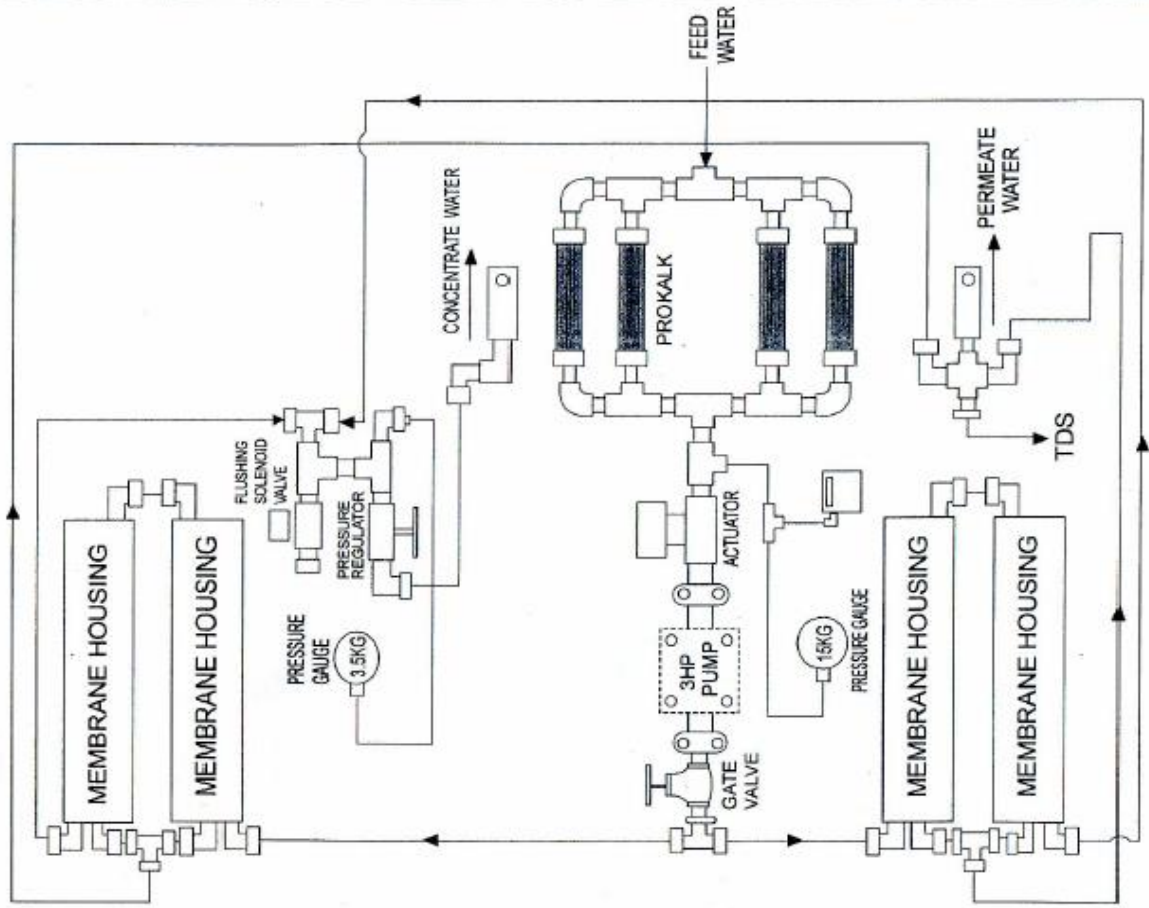 FEED
WATER
CONCENTRATE WATER
PROKALK
PERMEATE
WATER
TDS
FLUSHING
SOLENOID
VALVE
PRESSURE
REGULATOR
PRESSURE
GAUGE
3.5KG
ACTUATOR
3HP
PUMP
15KG
PRESSURE GAUGE
GATE
VALVE
MEMBRANE HOUSING
MEMBRANE HOUSING
MEMBRANE HOUSING
MEMBRANE HOUSING